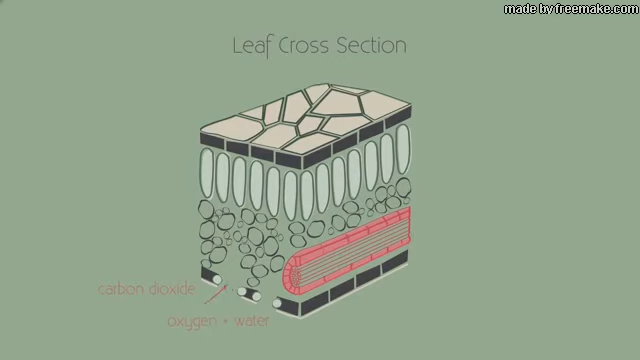 made by freemake.com
Leaf Cross Section
carbon dioxide
oxygen + water